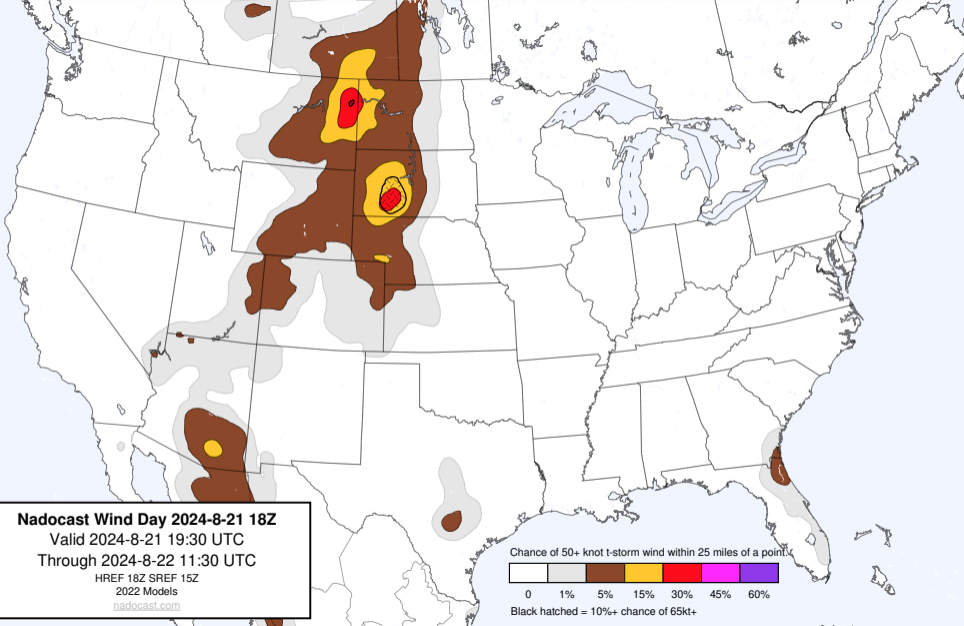 Nadocast Wind Day 2024-8-21 18Z
Valid 2024-8-21 19:30 UTC
Through 2024-8-22 11:30 UTC
HREF 18Z SREF 15Z
2022 Models
nadocast.com
Chance of 50+ knot t-storm wind within 25 miles of a point.
0 1% 5% 15% 30% 45% 60%
Black hatched = 10%+ chance of 65kt+